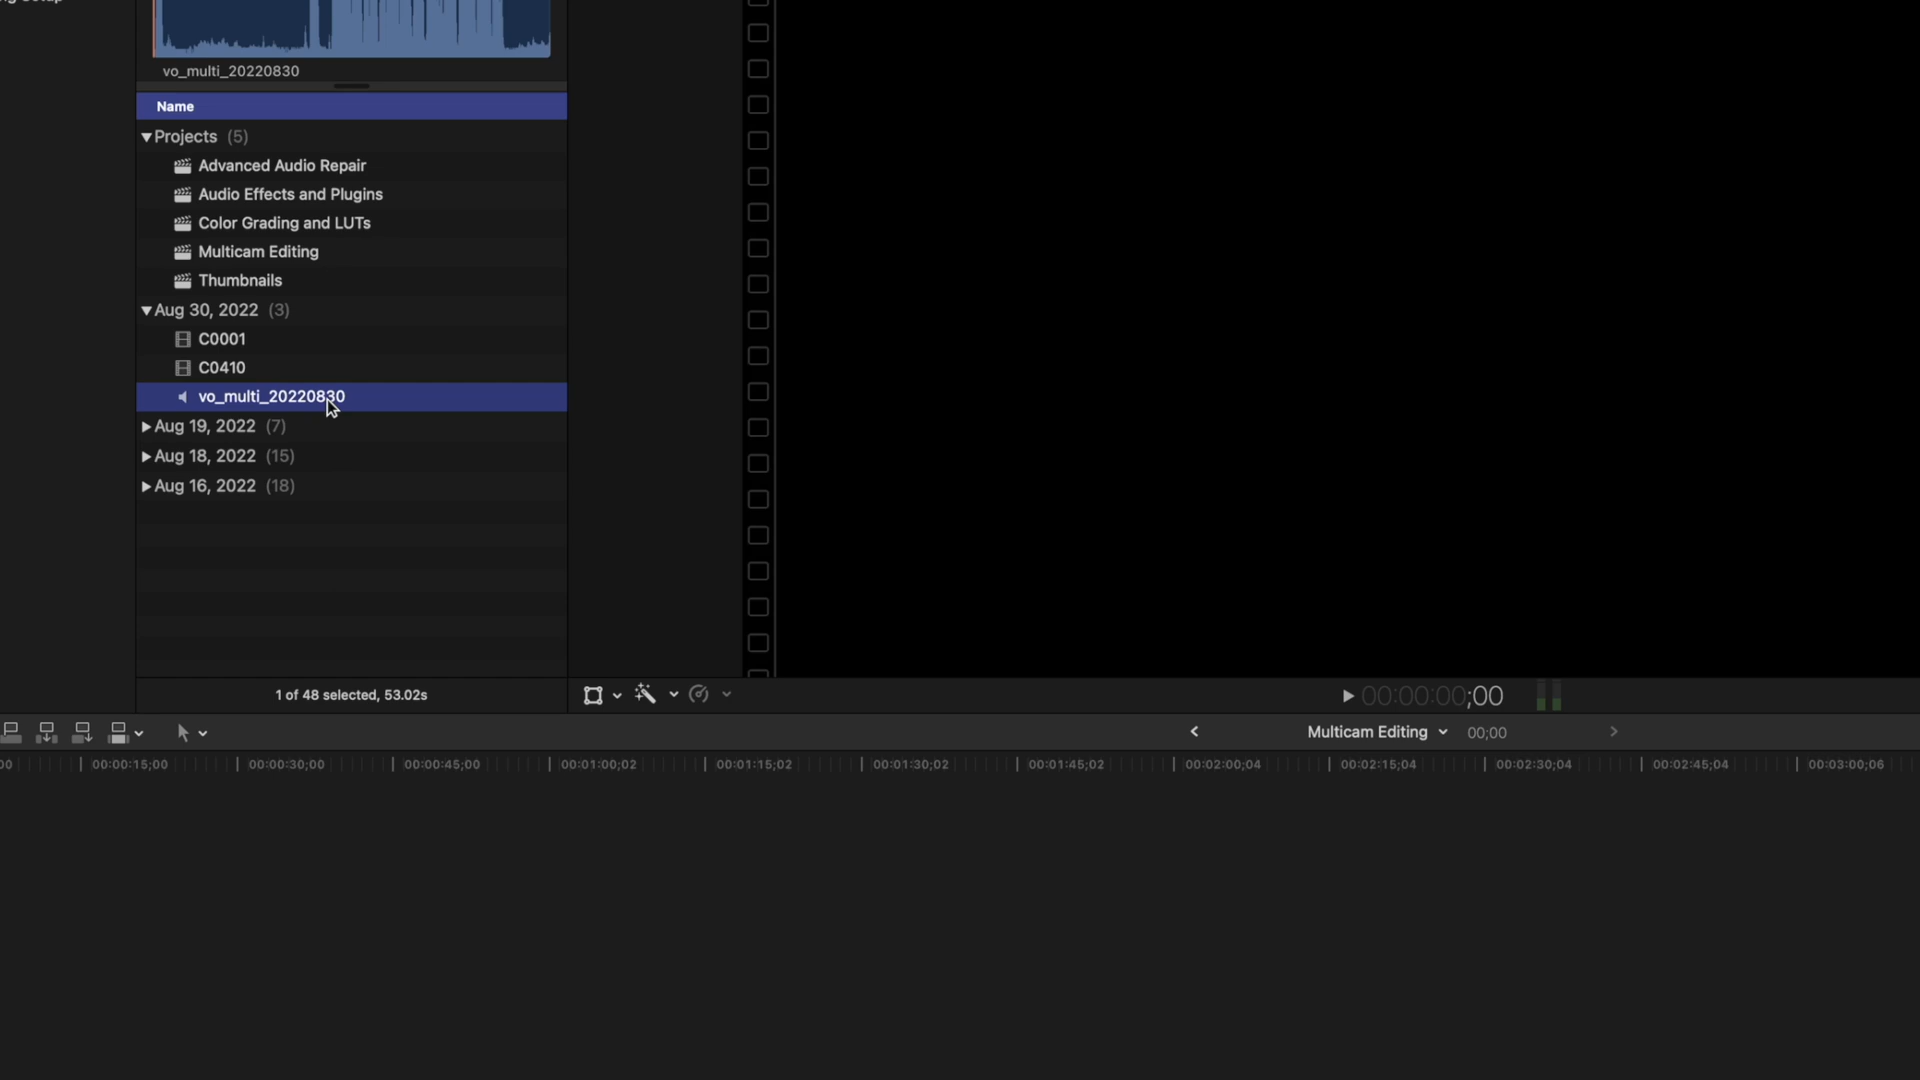 vo_multi_20220830
Name
Projects (5)
Advanced Audio Repair
Audio Effects and Plugins
Color Grading and LUTs
Multicam Editing
Thumbnails
Aug 30, 2022 (3)
C0001
C0410
vo_multi_20220830
Aug 19, 2022 (7)
Aug 18, 2022 (15)
Aug 16, 2022 (18)
1 of 48 selected, 53.02s
00:00:00;00
Multicam Editing 00;00
00:00:15;00 00:00:30;00 00:00:45;00 00:01:00;02 00:01:15;02 00:01:30;02 00:01:45;02 00:02:00;04 00:02:15;04 00:02:30;04 00:02:45;04 00:03:00;06